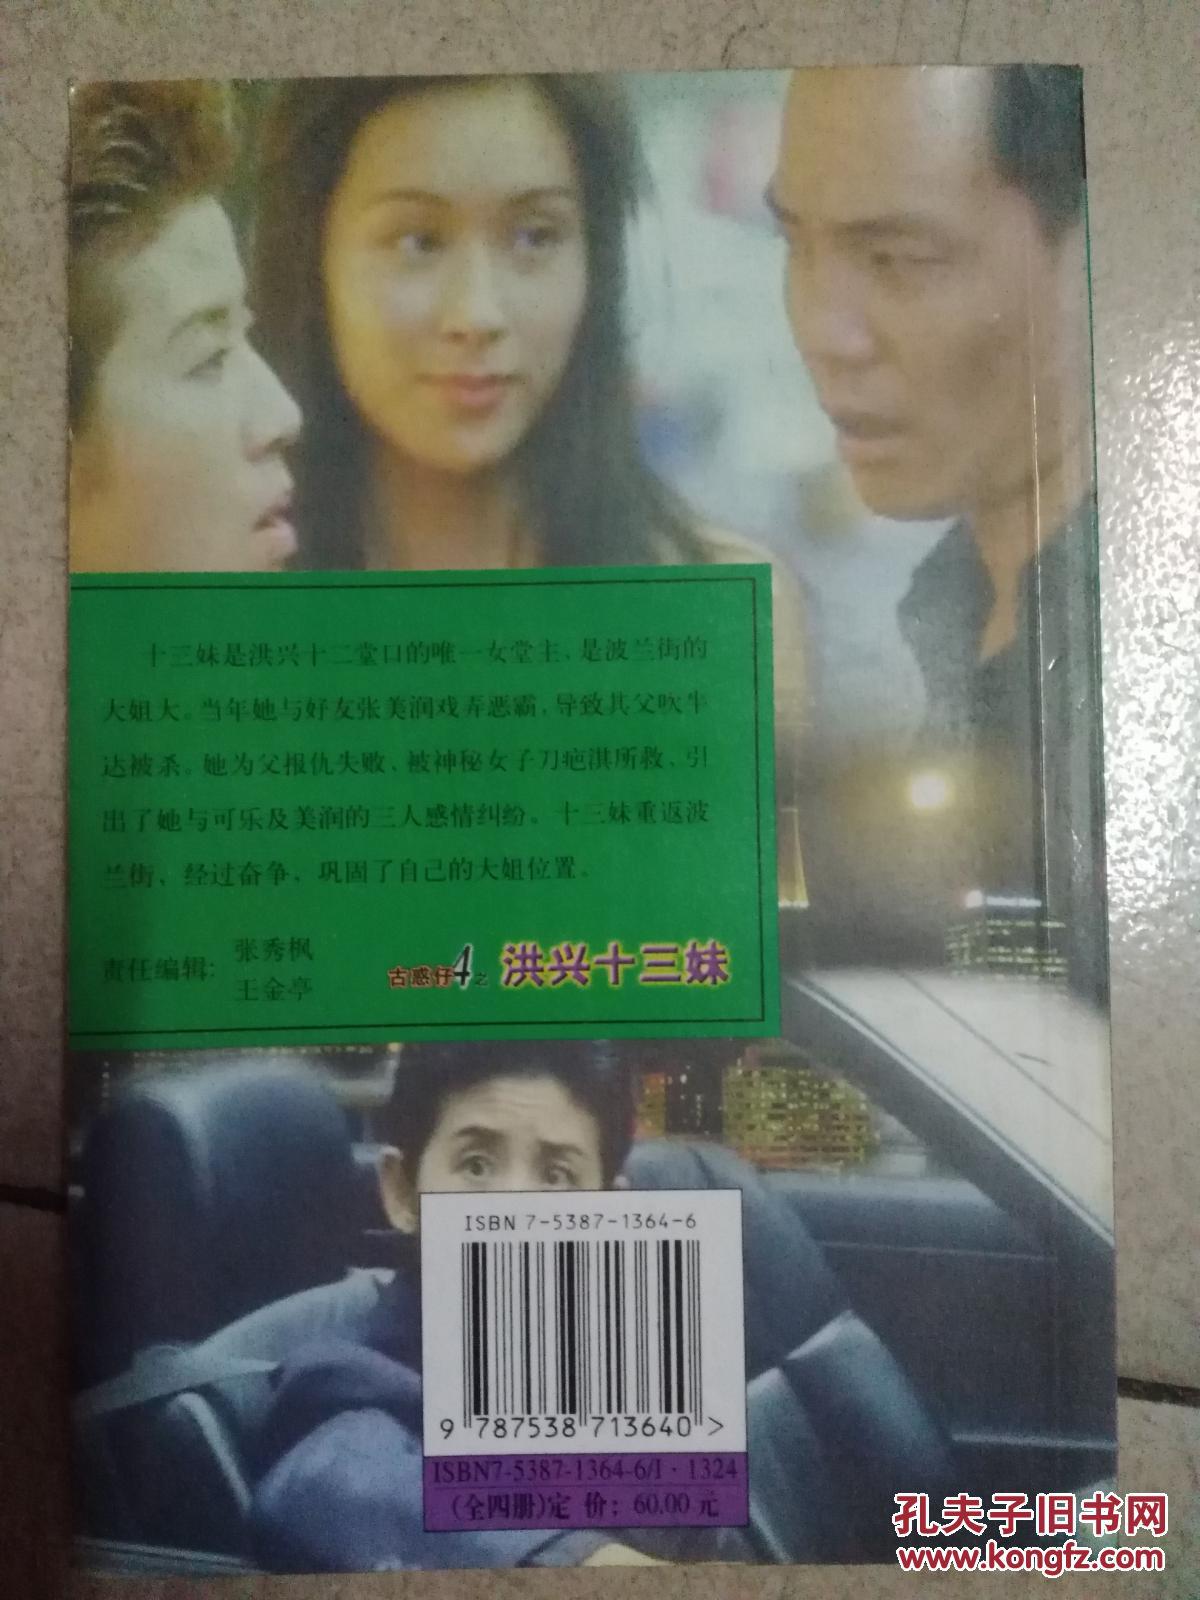 十三妹是洪兴十二堂口的唯一女堂主、是波兰街的
大姐大。当年她与好友张美润戏弄恶霸，导致其父吹牛
达被杀。她为父报仇失败、被神秘女子刀疤淇所救、引
出了她与可乐及美润的三人感情纠纷。十三妹重返波
兰街、经过奋争，巩固了自己的大姐位置。
责任编辑：张秀枫
王金亭
古惑仔4之 洪兴十三妹
ISBN 7-5387-1364-6
9 787538 713640 >
ISBN7-5387-1364-6/I·1324
(全四册)定 价：60.00元
孔夫子旧书网
www.kongfz.com